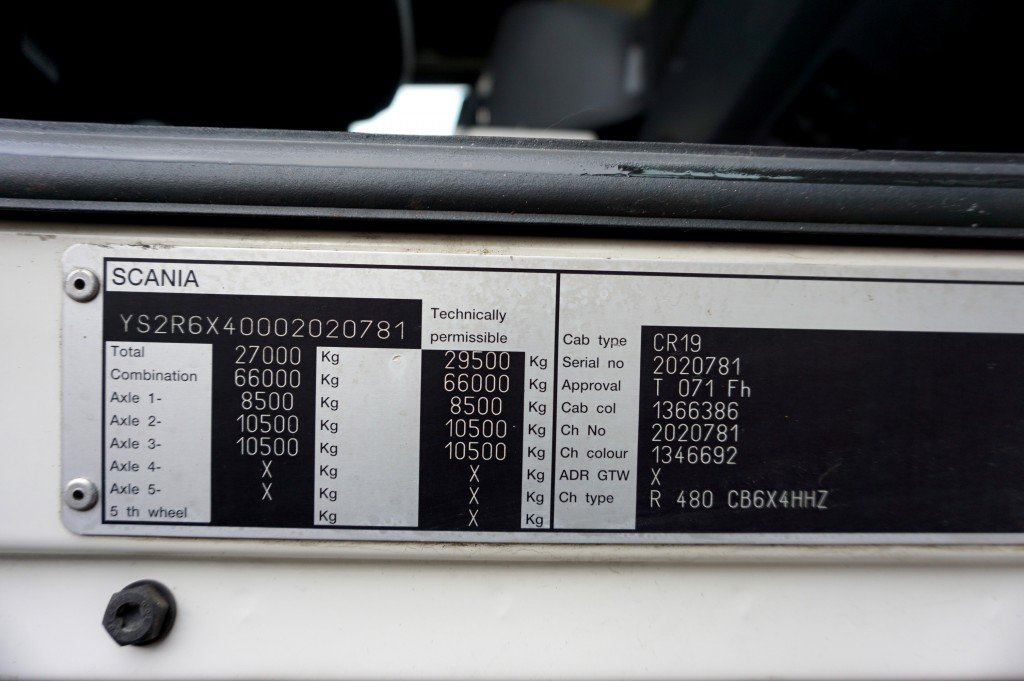 SCANIA
YS2R6X40002020781
Technically
permissible
Total 27000 Kg 29500 Kg
Combination 66000 Kg 66000 Kg
Axle 1- 8500 Kg 8500 Kg
Axle 2- 10500 Kg 10500 Kg
Axle 3- 10500 Kg 10500 Kg
Axle 4- X Kg X Kg
Axle 5- X Kg X Kg
5 th wheel Kg X Kg
Cab type CR19
Serial no 2020781
Approval T 071 Fh
Cab col 1366386
Ch No 2020781
Ch colour 1346692
ADR GTW X
Ch type R 480 CB6X4HHZ